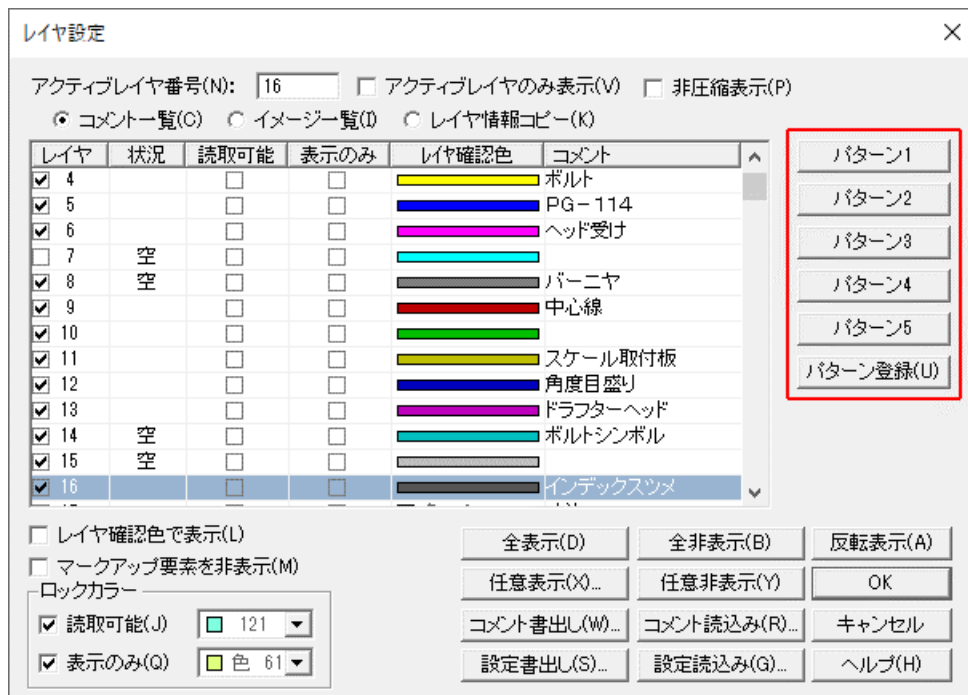 レイヤ設定
アクティブレイヤ番号(N): 16 アクティブレイヤのみ表示(V) 非圧縮表示(P)
コメント一覧(C) イメージ一覧(I) レイヤ情報コピー(K)
レイヤ 状況 読取可能 表示のみ レイヤ確認色 コメント
4 ボルト
5 PG-114
6 ヘッド受け
7 空
8 空 バーニヤ
9 中心線
10
11 スケール取付板
12 角度目盛り
13 ドラフターヘッド
14 空 ボルトシンボル
15 空
16 インデックスツメ
パターン1
パターン2
パターン3
パターン4
パターン5
パターン登録(U)
レイヤ確認色で表示(L)
マークアップ要素を非表示(M)
ロックカラー
読取可能(J) 121
表示のみ(Q) 色 61
全表示(D) 全非表示(B) 反転表示(A)
任意表示(X)... 任意非表示(Y) OK
コメント書出し(W)... コメント読込み(R)... キャンセル
設定書出し(S)... 設定読込み(G)... ヘルプ(H)